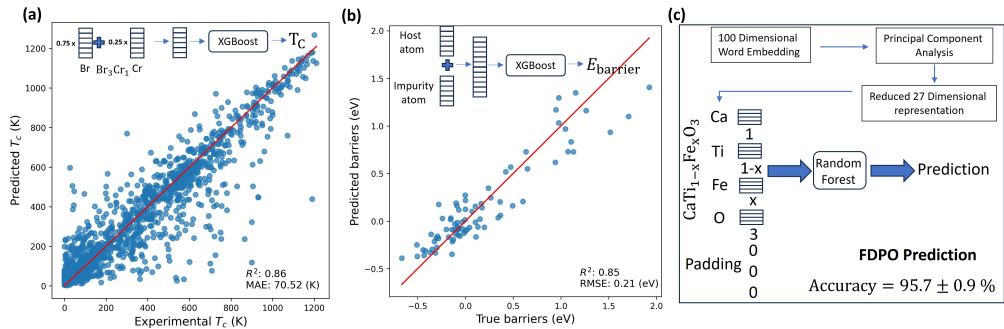 (a)
0.75 x
0.25 x
Br
Br₃Cr₁
Cr
XGBoost
T_C
Predicted T_c (K)
1200
1000
800
600
400
200
0
0
200
400
600
800
1000
1200
Experimental T_c (K)
R²: 0.86
MAE: 70.52 (K)
(b)
Host
atom
Impurity
atom
XGBoost
E_barrier
Predicted barriers (eV)
2.0
1.5
1.0
0.5
0.0
−0.5
−0.5
0.0
0.5
1.0
1.5
2.0
True barriers (eV)
R²: 0.85
RMSE: 0.21 (eV)
(c)
100 Dimensional
Word Embedding
Principal Component
Analysis
Reduced 27 Dimensional
representation
CaTi₁₋ₓFeₓO₃
Ca
1
Ti
1-x
Fe
x
O
3
Padding
0
0
0
Random
Forest
Prediction
FDPO Prediction
Accuracy = 95.7 ± 0.9 %